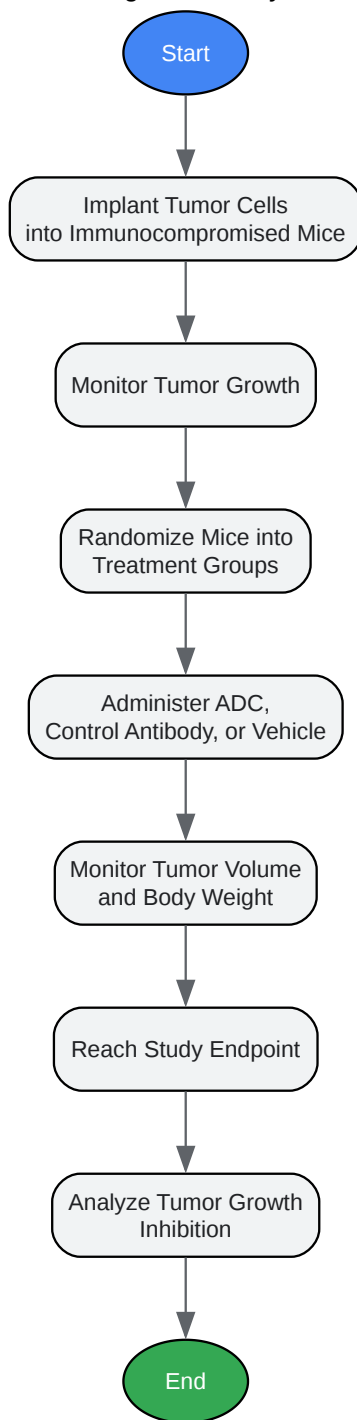 Start
Implant Tumor Cells
into Immunocompromised Mice
Monitor Tumor Growth
Randomize Mice into
Treatment Groups
Administer ADC,
Control Antibody, or Vehicle
Monitor Tumor Volume
and Body Weight
Reach Study Endpoint
Analyze Tumor Growth
Inhibition
End